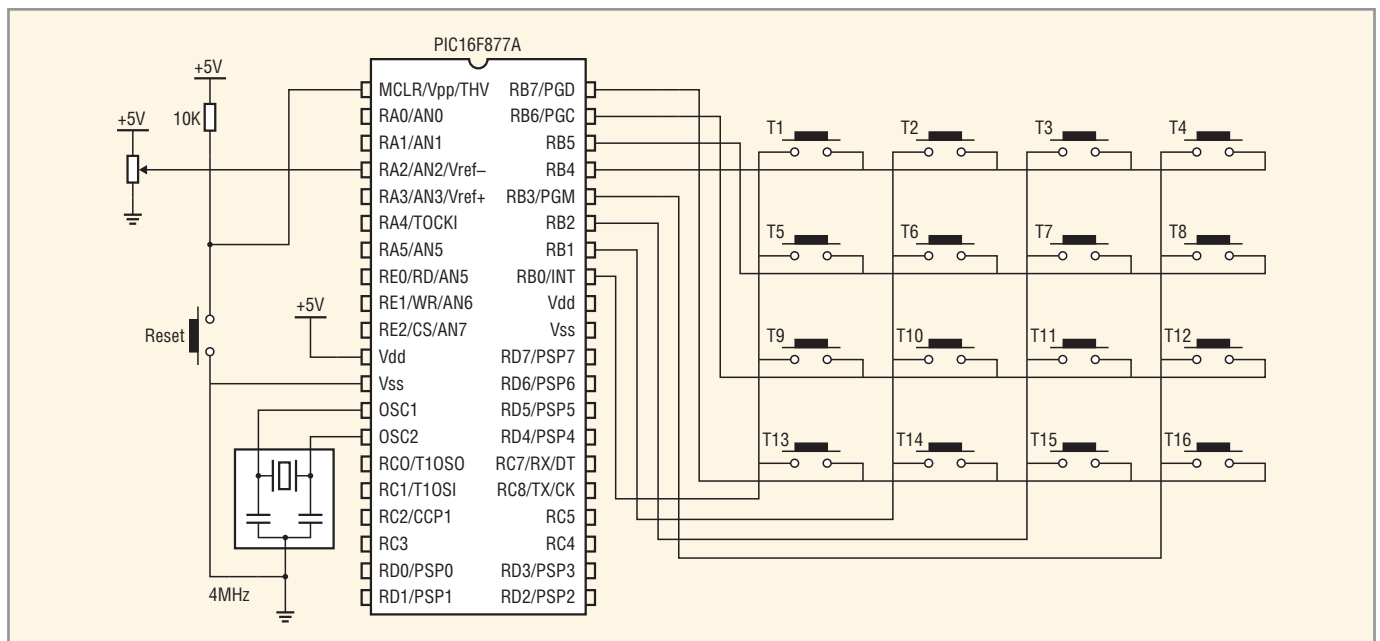 PIC16F877A
+5V
10K
+5V
Reset
+5V
4MHz
MCLR/Vpp/THV
RA0/AN0
RA1/AN1
RA2/AN2/Vref–
RA3/AN3/Vref+
RA4/TOCKI
RA5/AN5
RE0/RD/AN5
RE1/WR/AN6
RE2/CS/AN7
Vdd
Vss
OSC1
OSC2
RC0/T1OSO
RC1/T1OSI
RC2/CCP1
RC3
RD0/PSP0
RD1/PSP1
RB7/PGD
RB6/PGC
RB5
RB4
RB3/PGM
RB2
RB1
RB0/INT
Vdd
Vss
RD7/PSP7
RD6/PSP6
RD5/PSP5
RD4/PSP4
RC7/RX/DT
RC8/TX/CK
RC5
RC4
RD3/PSP3
RD2/PSP2
T1 T2 T3 T4
T5 T6 T7 T8
T9 T10 T11 T12
T13 T14 T15 T16